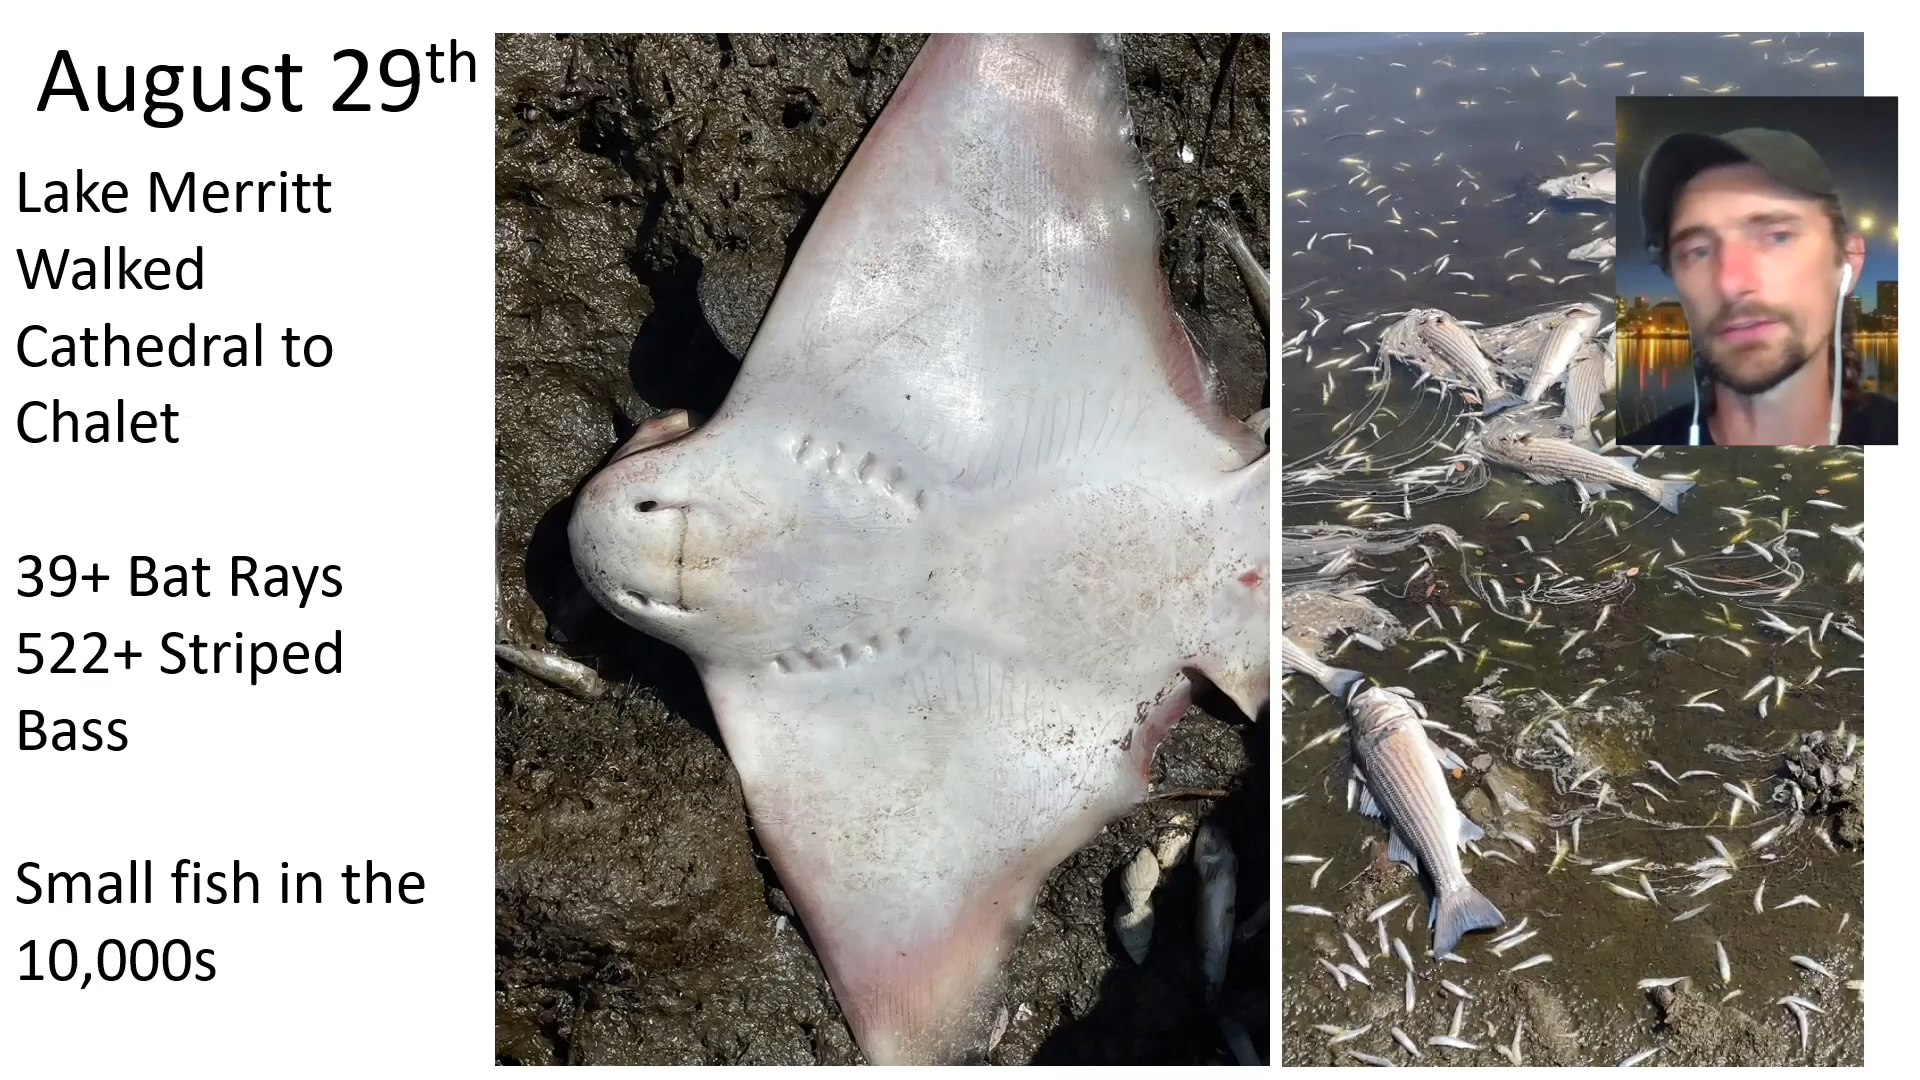 August 29th
Lake Merritt
Walked
Cathedral to
Chalet
39+ Bat Rays
522+ Striped
Bass
Small fish in the
10,000s